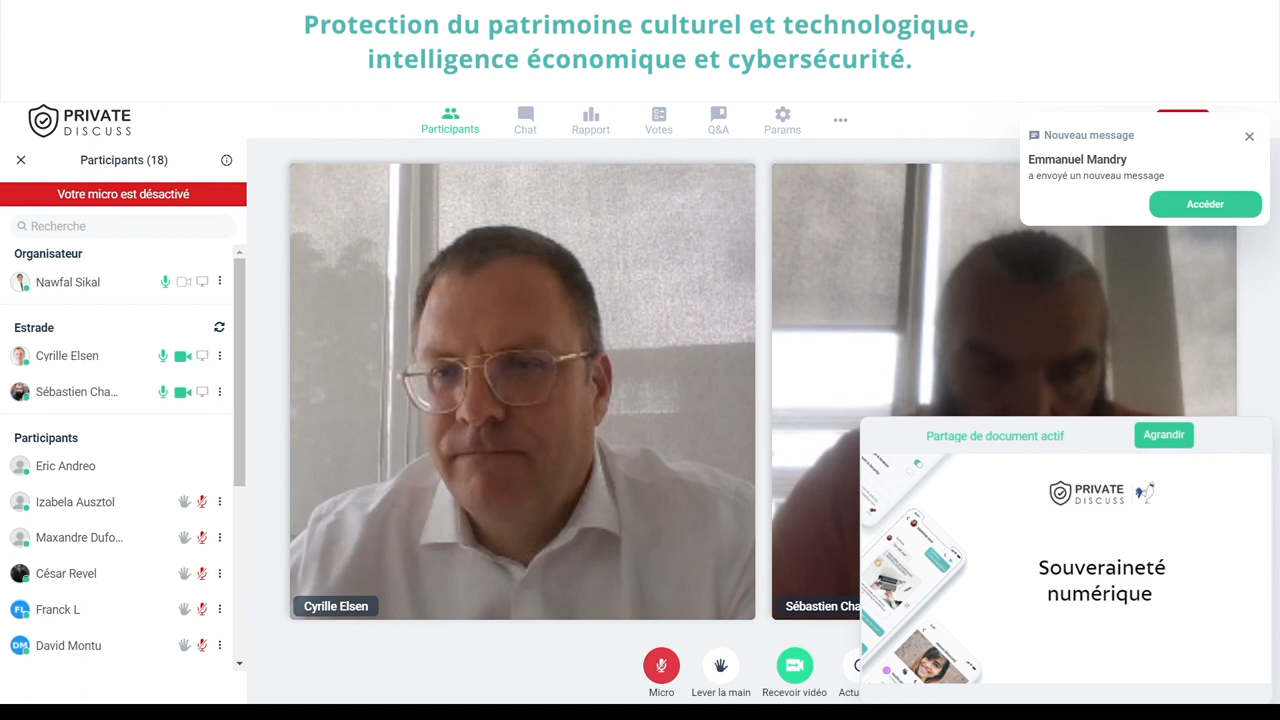 Protection du patrimoine culturel et technologique,
intelligence économique et cybersécurité.
PRIVATE
DISCUSS
Participants
Chat
Rapport
Votes
Q&A
Params
Nouveau message
Emmanuel Mandry
a envoyé un nouveau message
Accéder
Participants (18)
Votre micro est désactivé
Recherche
Organisateur
Nawfal Sikal
Estrade
Cyrille Elsen
Sébastien Cha...
Participants
Eric Andreo
Izabela Ausztol
Maxandre Dufo...
César Revel
FL Franck L
DM David Montu
Cyrille Elsen
Sébastien Cha
Partage de document actif
Agrandir
PRIVATE
DISCUSS
Souveraineté
numérique
Micro
Lever la main
Recevoir vidéo
Actu